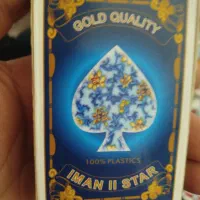 GOLD QUALITY
100% PLASTICS
IMAN II STAR